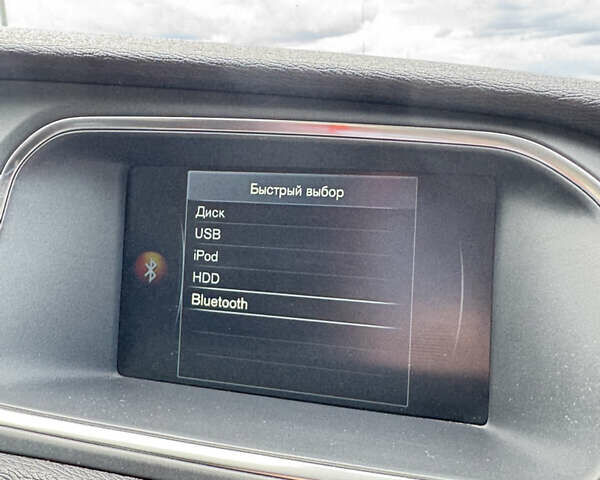 Быстрый выбор
Диск
USB
iPod
HDD
Bluetooth